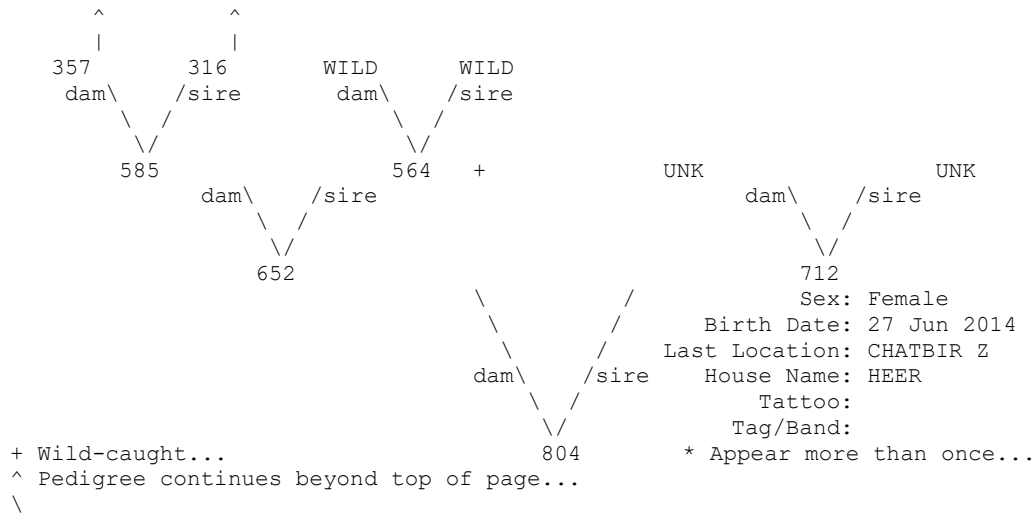 ^ ^
| |
357 316 WILD WILD
dam\ /sire dam\ /sire
\ / \ /
\/ \/
585 564 + UNK UNK
dam\ /sire dam\ /sire
\ / \ /
\/ \/
652 712
\ / Sex: Female
\ / Birth Date: 27 Jun 2014
\ / Last Location: CHATBIR Z
dam\ /sire House Name: HEER
\ / Tattoo:
\/ Tag/Band:
+ Wild-caught... 804 * Appear more than once...
^ Pedigree continues beyond top of page...
\